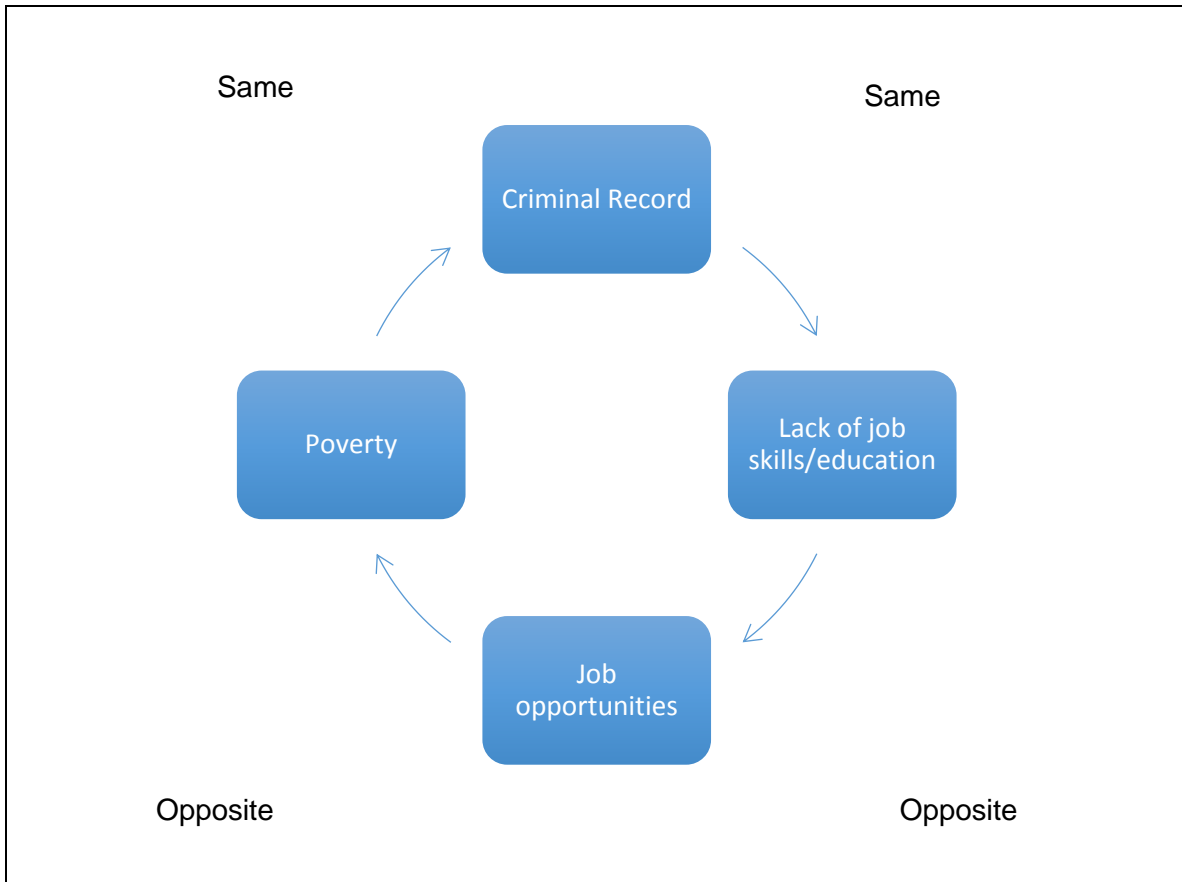 Same
Same
Criminal Record
Poverty
Lack of job
skills/education
Job
opportunities
Opposite
Opposite